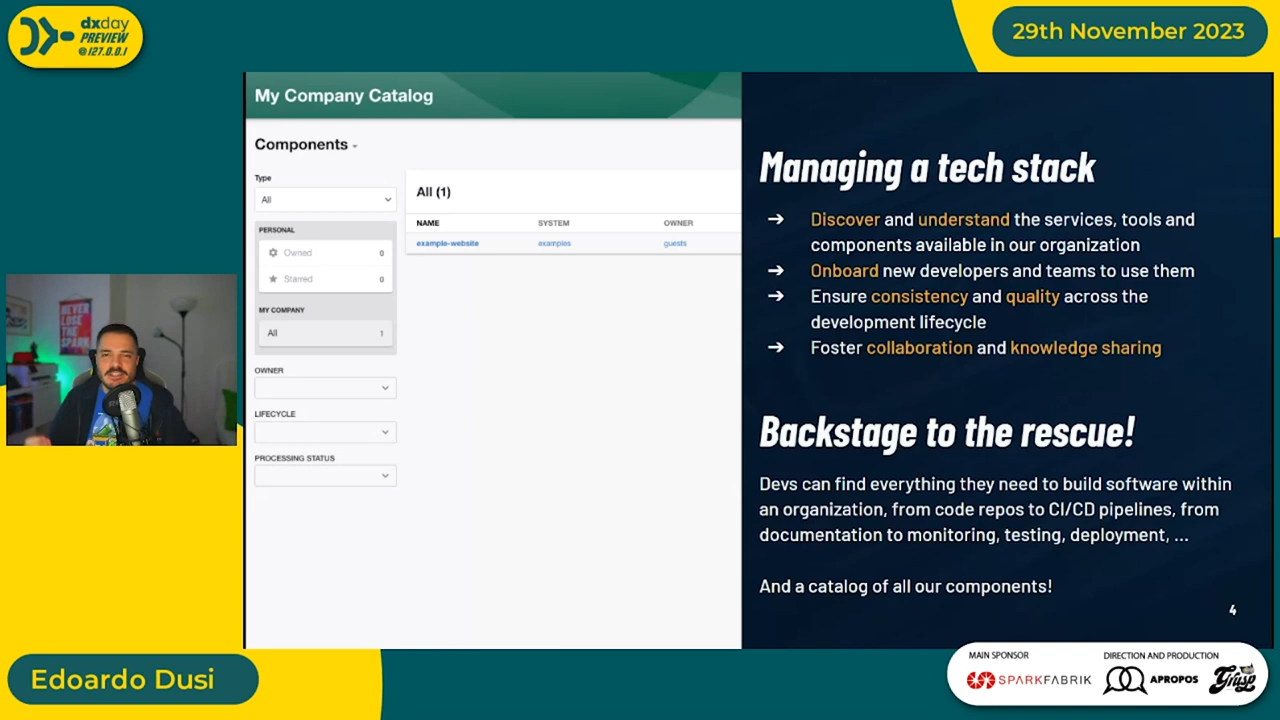 dxday
PREVIEW
@127.0.0.1
29th November 2023
My Company Catalog
Components
Type
All
PERSONAL
Owned 0
Starred 0
MY COMPANY
All 1
OWNER
LIFECYCLE
PROCESSING STATUS
All (1)
NAME SYSTEM OWNER
example-website examples guests
Managing a tech stack
➔ Discover and understand the services, tools and
components available in our organization
➔ Onboard new developers and teams to use them
➔ Ensure consistency and quality across the
development lifecycle
➔ Foster collaboration and knowledge sharing
Backstage to the rescue!
Devs can find everything they need to build software within
an organization, from code repos to CI/CD pipelines, from
documentation to monitoring, testing, deployment, ...
And a catalog of all our components!
4
NEVER
LOSE
THE
SPARK
Edoardo Dusi
MAIN SPONSOR
SPARKFABRIK
DIRECTION AND PRODUCTION
APROPOS
Grusp